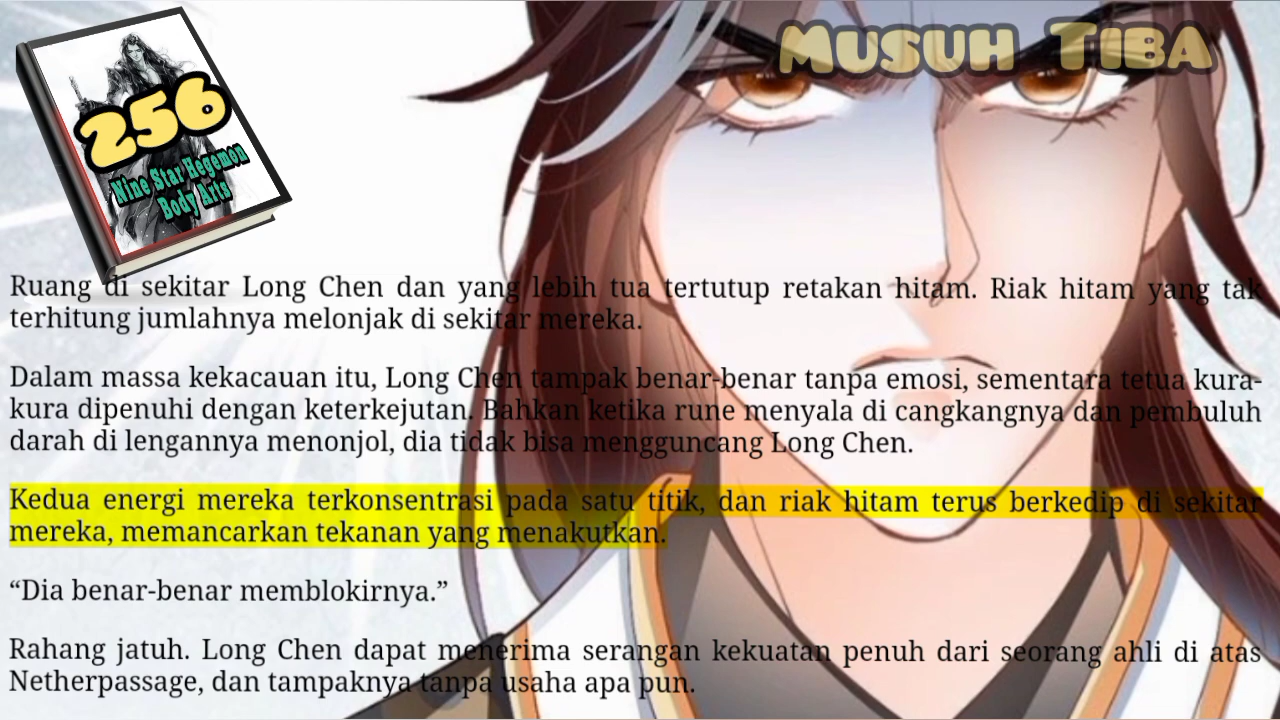 Musuh Tiba
256
Nine Star Hegemon
Body Arts
Ruang di sekitar Long Chen dan yang lebih tua tertutup retakan hitam. Riak hitam yang tak
terhitung jumlahnya melonjak di sekitar mereka.
Dalam massa kekacauan itu, Long Chen tampak benar-benar tanpa emosi, sementara tetua kura-
kura dipenuhi dengan keterkejutan. Bahkan ketika rune menyala di cangkangnya dan pembuluh
darah di lengannya menonjol, dia tidak bisa mengguncang Long Chen.
Kedua energi mereka terkonsentrasi pada satu titik, dan riak hitam terus berkedip di sekitar
mereka, memancarkan tekanan yang menakutkan.
“Dia benar-benar memblokirnya.”
Rahang jatuh. Long Chen dapat menerima serangan kekuatan penuh dari seorang ahli di atas
Netherpassage, dan tampaknya tanpa usaha apa pun.